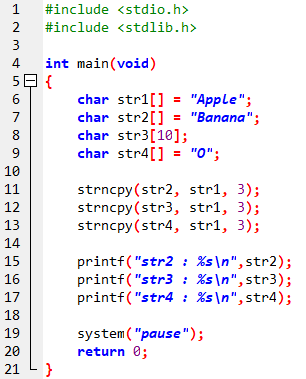 1 #include <stdio.h>
2 #include <stdlib.h>
3
4 int main(void)
5 {
6     char str1[] = "Apple";
7     char str2[] = "Banana";
8     char str3[10];
9     char str4[] = "O";
10
11     strncpy(str2, str1, 3);
12     strncpy(str3, str1, 3);
13     strncpy(str4, str1, 3);
14
15     printf("str2 : %s\n",str2);
16     printf("str3 : %s\n",str3);
17     printf("str4 : %s\n",str4);
18
19     system("pause");
20     return 0;
21 }